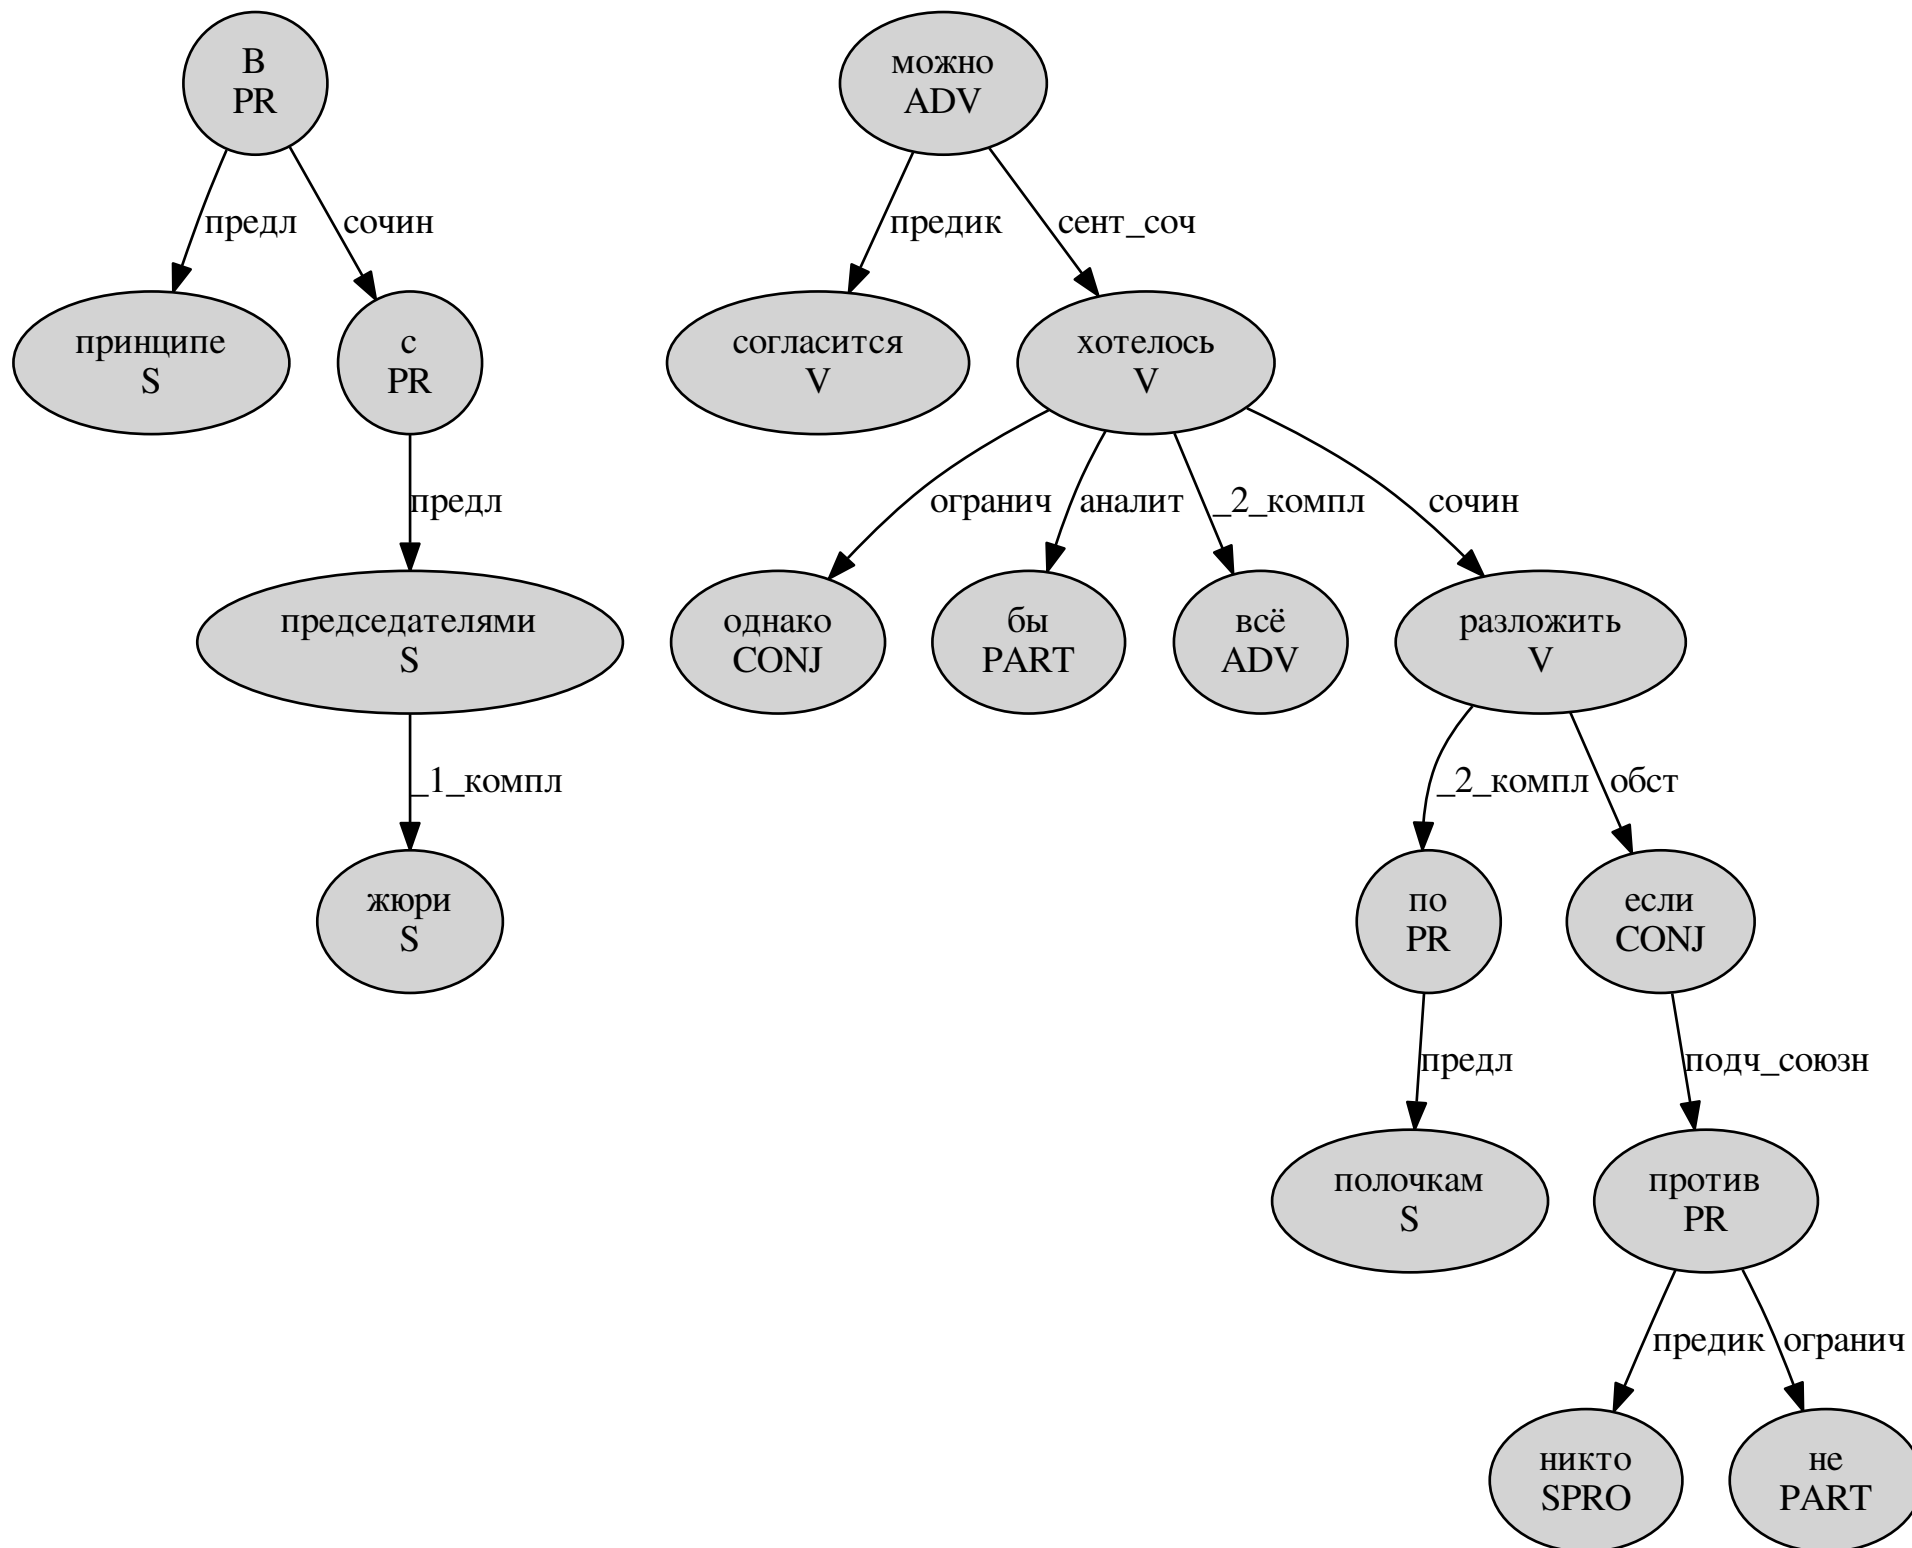 В
PR
можно
ADV
предл
сочин
предик
сент_соч
принципе
S
с
PR
согласится
V
хотелось
V
предл
огранич
аналит
_2_компл
сочин
председателями
S
однако
CONJ
бы
PART
всё
ADV
разложить
V
_1_компл
_2_компл
обст
жюри
S
по
PR
если
CONJ
предл
подч_союзн
полочкам
S
против
PR
предик
огранич
никто
SPRO
не
PART